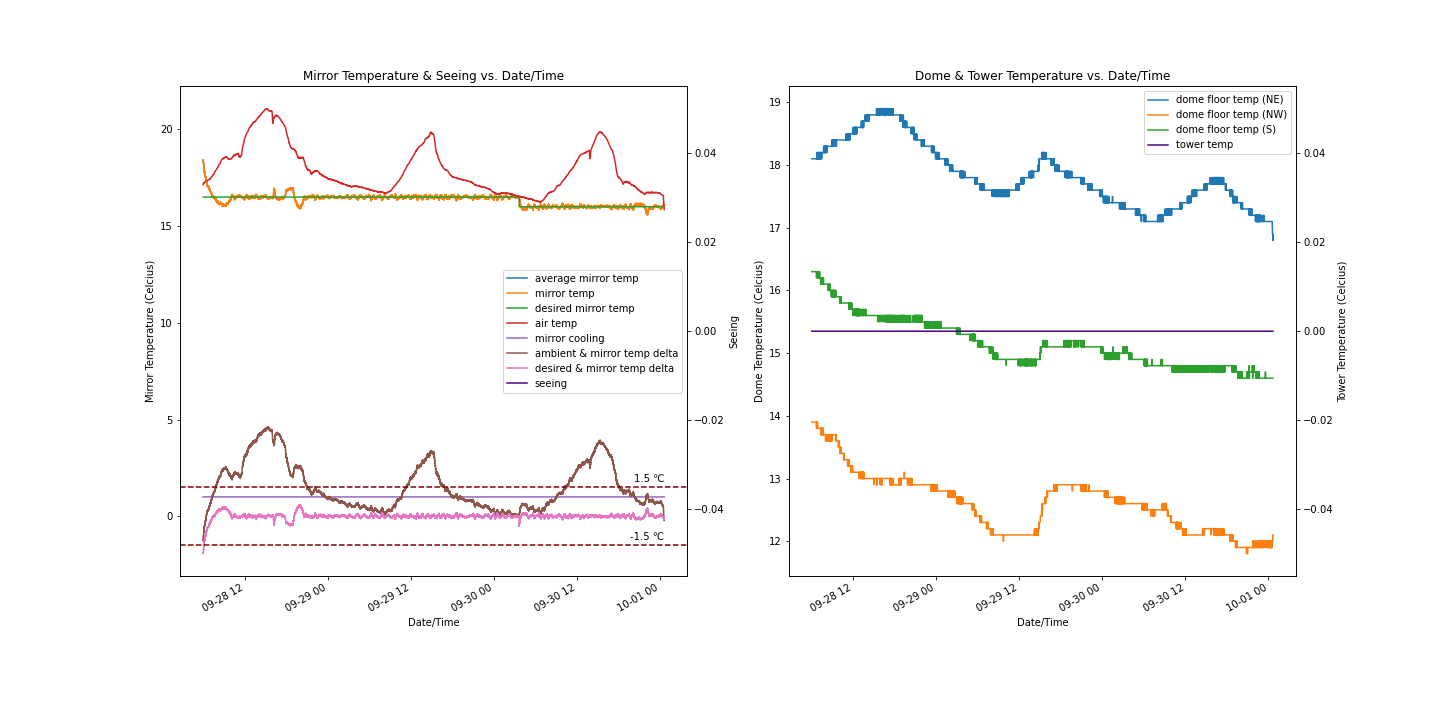 Mirror Temperature & Seeing vs. Date/Time
Mirror Temperature (Celcius)
20
15
10
5
0
0.04
0.02
0.00
−0.02
−0.04
Seeing
average mirror temp
mirror temp
desired mirror temp
air temp
mirror cooling
ambient & mirror temp delta
desired & mirror temp delta
seeing
1.5 °C
-1.5 °C
09-28 12
09-29 00
09-29 12
09-30 00
09-30 12
10-01 00
Date/Time
Dome & Tower Temperature vs. Date/Time
Dome Temperature (Celcius)
19
18
17
16
15
14
13
12
dome floor temp (NE)
dome floor temp (NW)
dome floor temp (S)
tower temp
0.04
0.02
0.00
−0.02
−0.04
Tower Temperature (Celcius)
09-28 12
09-29 00
09-29 12
09-30 00
09-30 12
10-01 00
Date/Time